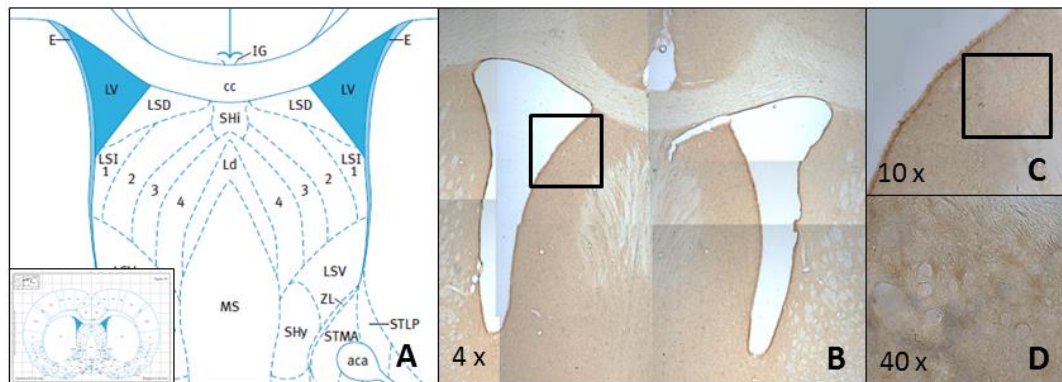 E
IG
E
LV
cc
LV
LSD
LSD
SHi
LSI
LSI
1
2
3
4
Ld
4
3
2
1
LSV
LSV
MS
ZL
SHy
STMA
STLP
aca
A
4 x
B
10 x
C
40 x
D